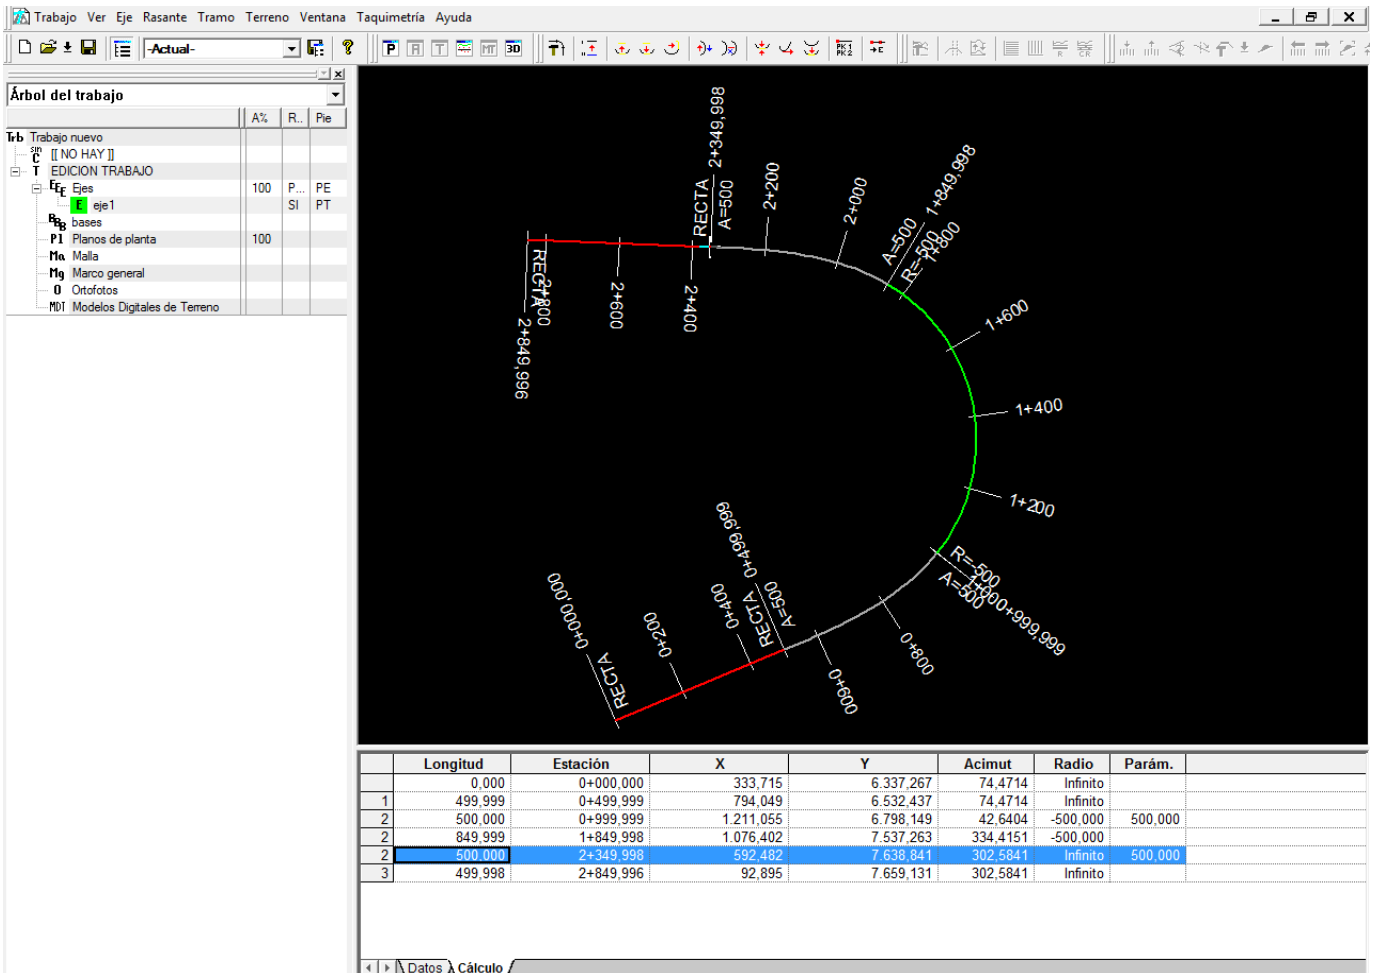 Trabajo Ver Eje Rasante Tramo Terreno Ventana Taquimetría Ayuda
-Actual-
P R T MT 3D
PK1
PK2
Árbol del trabajo
A% R.. Pie
Trb Trabajo nuevo
sin C [[ NO HAY ]]
T EDICION TRABAJO
EEE Ejes 100 P... PE
E eje1 SI PT
BBB bases
P1 Planos de planta 100
Ma Malla
Mg Marco general
O Ortofotos
MDT Modelos Digitales de Terreno
RECTA 2+349,998
A=500
2+200
2+000
A=500 1+849,998
R=-500
1+800
RECTA
2+800
2+849,996
2+600
2+400
1+600
1+400
1+200
R=-500
A=500
1+000
0+999,999
0+800
0+600
RECTA 0+499,999
A=500
0+400
0+200
RECTA 0+000,000
Longitud Estación X Y Acimut Radio Parám.
0,000 0+000,000 333,715 6.337,267 74,4714 Infinito
1 499,999 0+499,999 794,049 6.532,437 74,4714 Infinito
2 500,000 0+999,999 1.211,055 6.798,149 42,6404 -500,000 500,000
2 849,999 1+849,998 1.076,402 7.537,263 334,4151 -500,000
2 500,000 2+349,998 592,482 7.638,841 302,5841 Infinito 500,000
3 499,998 2+849,996 92,895 7.659,131 302,5841 Infinito
Datos Cálculo